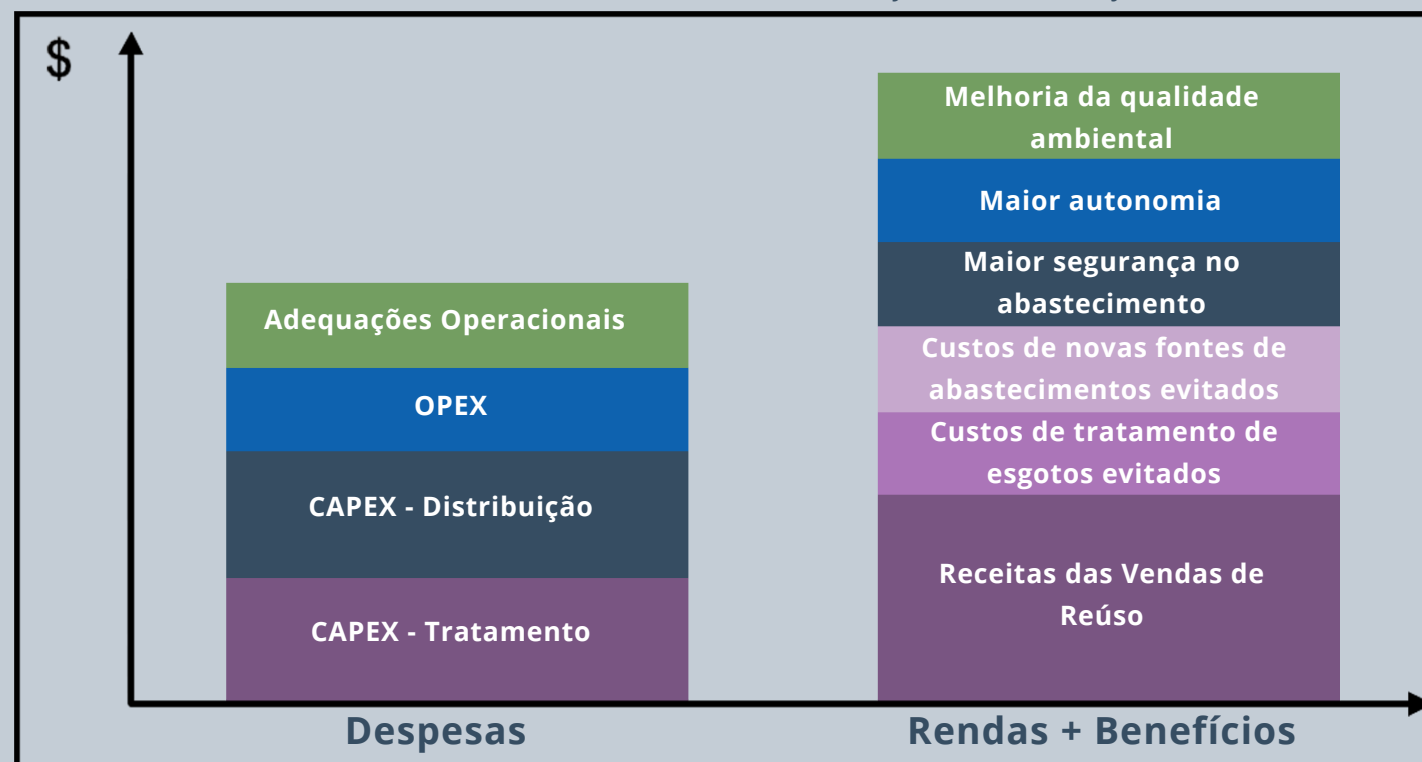 $
Adequações Operacionais
OPEX
CAPEX - Distribuição
CAPEX - Tratamento
Despesas
Melhoria da qualidade
ambiental
Maior autonomia
Maior segurança no
abastecimento
Custos de novas fontes de
abastecimentos evitados
Custos de tratamento de
esgotos evitados
Receitas das Vendas de
Reúso
Rendas + Benefícios